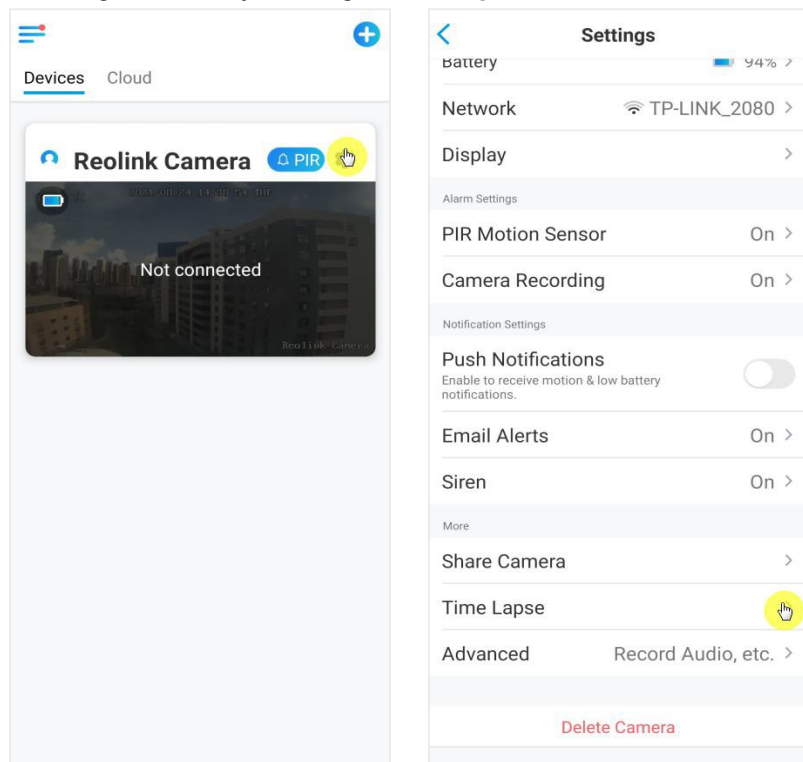 Devices Cloud
Reolink Camera PIR
Not connected
Reolink Camera
Settings
Battery 94%
Network TP-LINK_2080
Display
Alarm Settings
PIR Motion Sensor On
Camera Recording On
Notification Settings
Push Notifications
Enable to receive motion & low battery
notifications.
Email Alerts On
Siren On
More
Share Camera
Time Lapse
Advanced Record Audio, etc.
Delete Camera